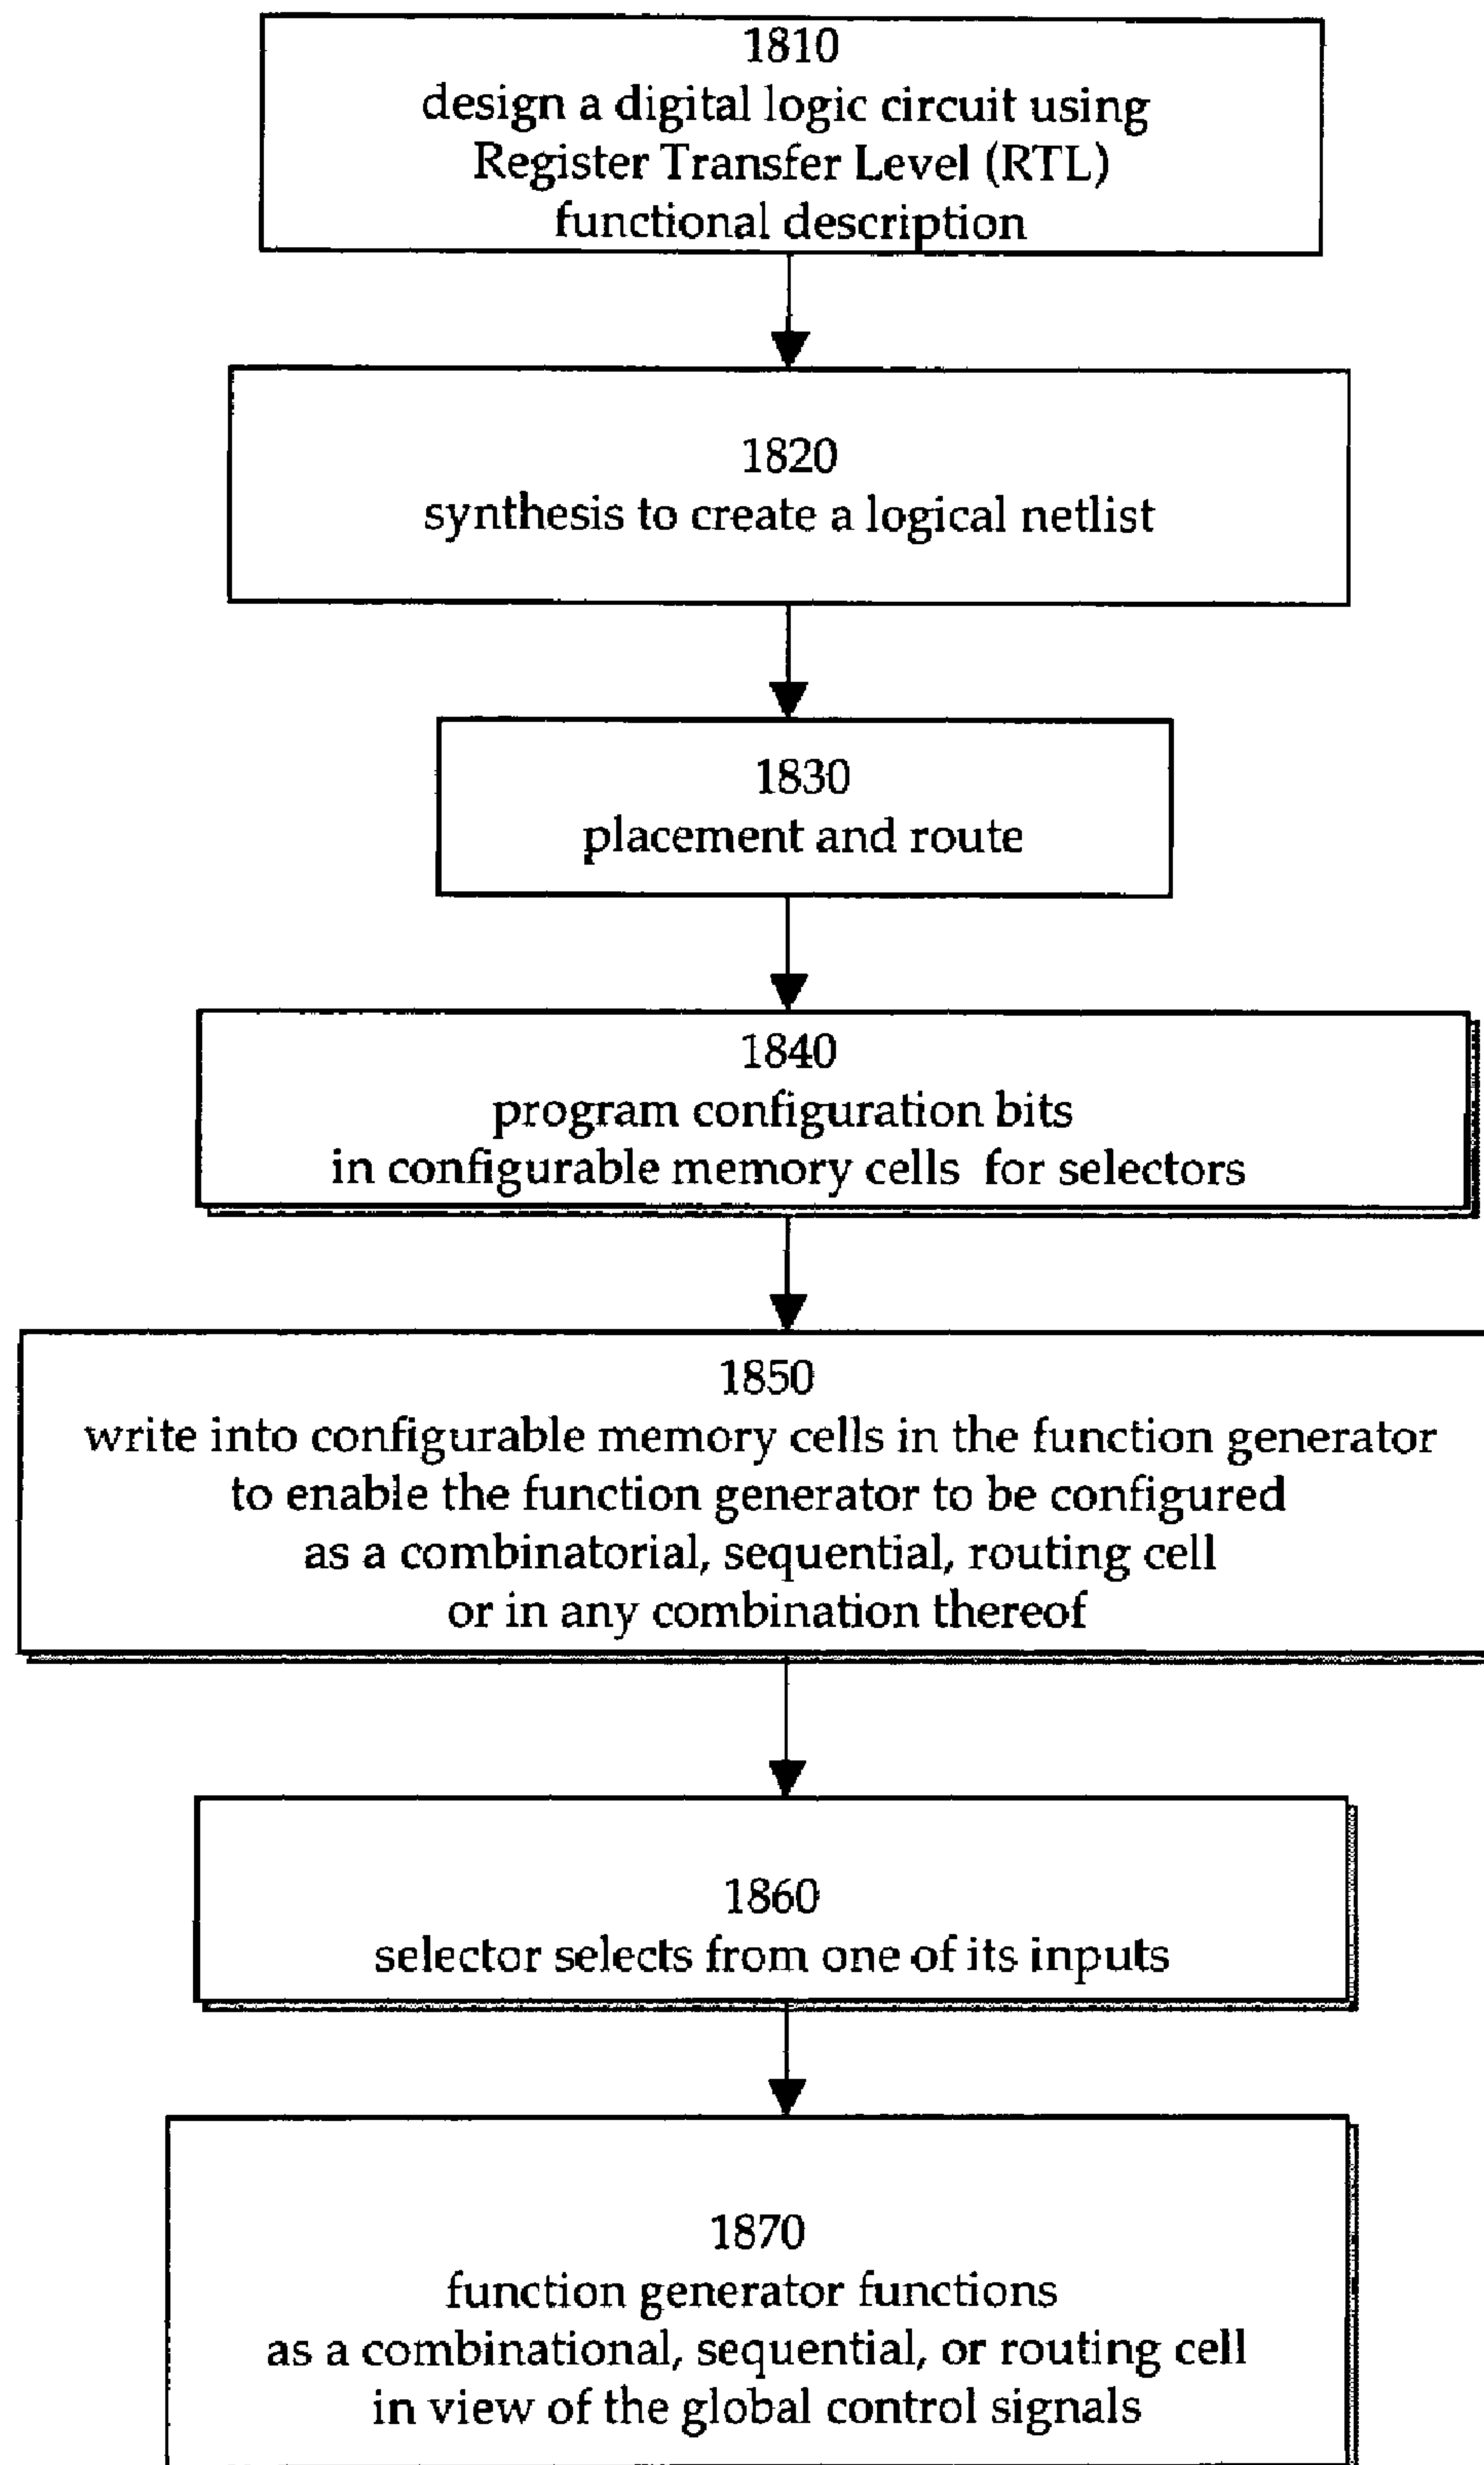 1810
design a digital logic circuit using
Register Transfer Level (RTL)
functional description
1820
synthesis to create a logical netlist
1830
placement and route
1840
program configuration bits
in configurable memory cells for selectors
1850
write into configurable memory cells in the function generator
to enable the function generator to be configured
as a combinatorial, sequential, routing cell
or in any combination thereof
1860
selector selects from one of its inputs
1870
function generator functions
as a combinational, sequential, or routing cell
in view of the global control signals